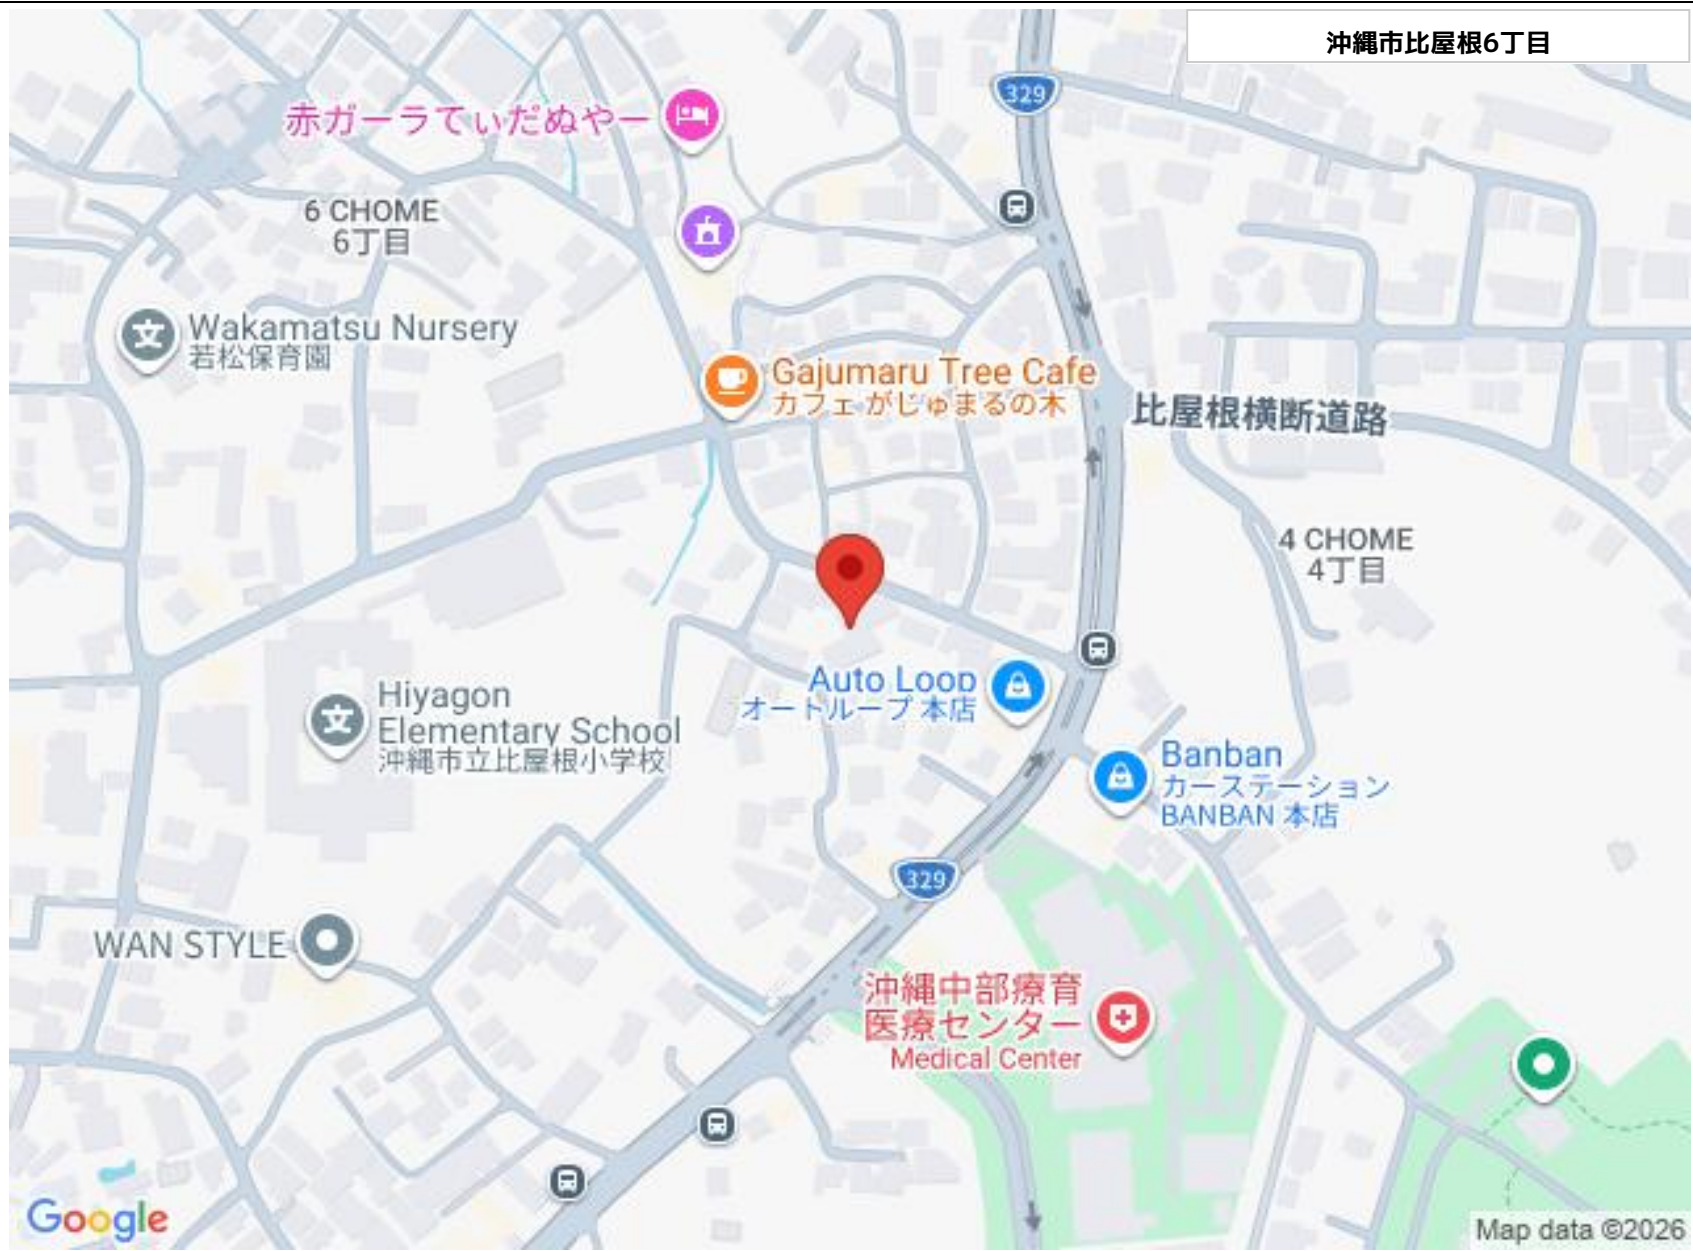 沖縄市比屋根6丁目
329
赤ガーラてぃだぬやー
6 CHOME
6丁目
Wakamatsu Nursery
若松保育園
Gajumaru Tree Cafe
カフェ がじゅまるの木
比屋根横断道路
4 CHOME
4丁目
Auto Loop
オートループ 本店
Hiyagon
Elementary School
沖縄市立比屋根小学校
Banban
カーステーション
BANBAN 本店
329
WAN STYLE
沖縄中部療育
医療センター
Medical Center
Google
Map data ©2026